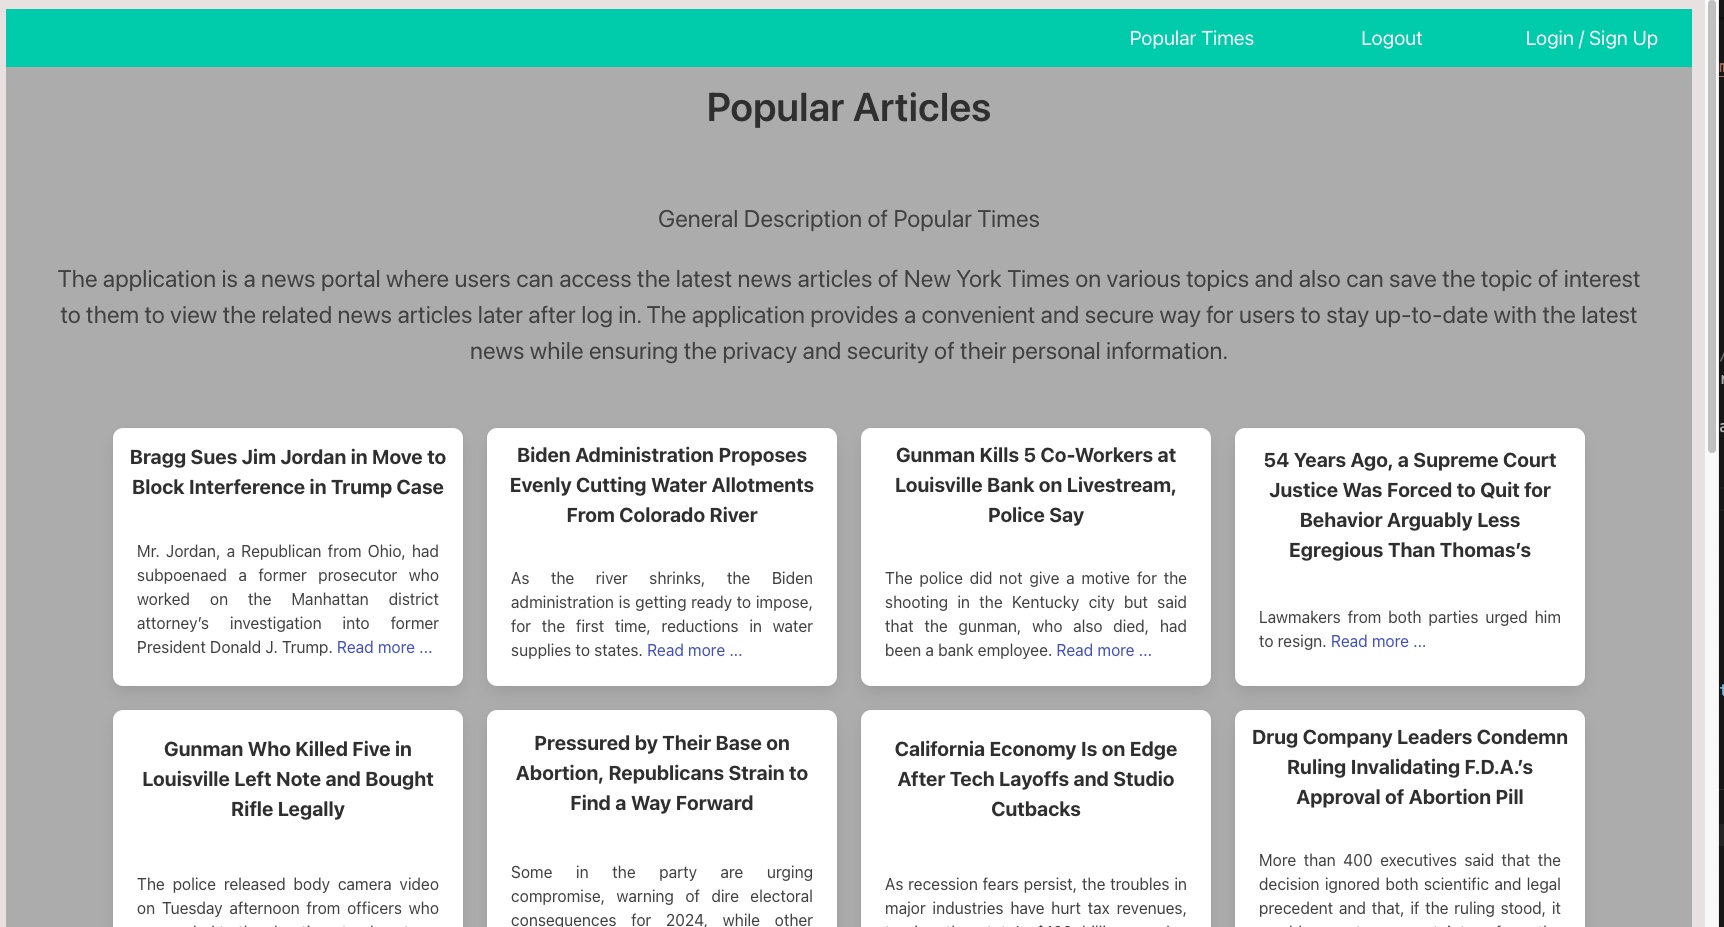 Popular Times Logout Login / Sign Up
Popular Articles
General Description of Popular Times
The application is a news portal where users can access the latest news articles of New York Times on various topics and also can save the topic of interest
to them to view the related news articles later after log in. The application provides a convenient and secure way for users to stay up-to-date with the latest
news while ensuring the privacy and security of their personal information.
Bragg Sues Jim Jordan in Move to
Block Interference in Trump Case
Mr. Jordan, a Republican from Ohio, had
subpoenaed a former prosecutor who
worked on the Manhattan district
attorney’s investigation into former
President Donald J. Trump. Read more ...
Biden Administration Proposes
Evenly Cutting Water Allotments
From Colorado River
As the river shrinks, the Biden
administration is getting ready to impose,
for the first time, reductions in water
supplies to states. Read more ...
Gunman Kills 5 Co-Workers at
Louisville Bank on Livestream,
Police Say
The police did not give a motive for the
shooting in the Kentucky city but said
that the gunman, who also died, had
been a bank employee. Read more ...
54 Years Ago, a Supreme Court
Justice Was Forced to Quit for
Behavior Arguably Less
Egregious Than Thomas’s
Lawmakers from both parties urged him
to resign. Read more ...
Gunman Who Killed Five in
Louisville Left Note and Bought
Rifle Legally
The police released body camera video
on Tuesday afternoon from officers who
Pressured by Their Base on
Abortion, Republicans Strain to
Find a Way Forward
Some in the party are urging
compromise, warning of dire electoral
consequences for 2024, while other
California Economy Is on Edge
After Tech Layoffs and Studio
Cutbacks
As recession fears persist, the troubles in
major industries have hurt tax revenues,
Drug Company Leaders Condemn
Ruling Invalidating F.D.A.’s
Approval of Abortion Pill
More than 400 executives said that the
decision ignored both scientific and legal
precedent and that, if the ruling stood, it